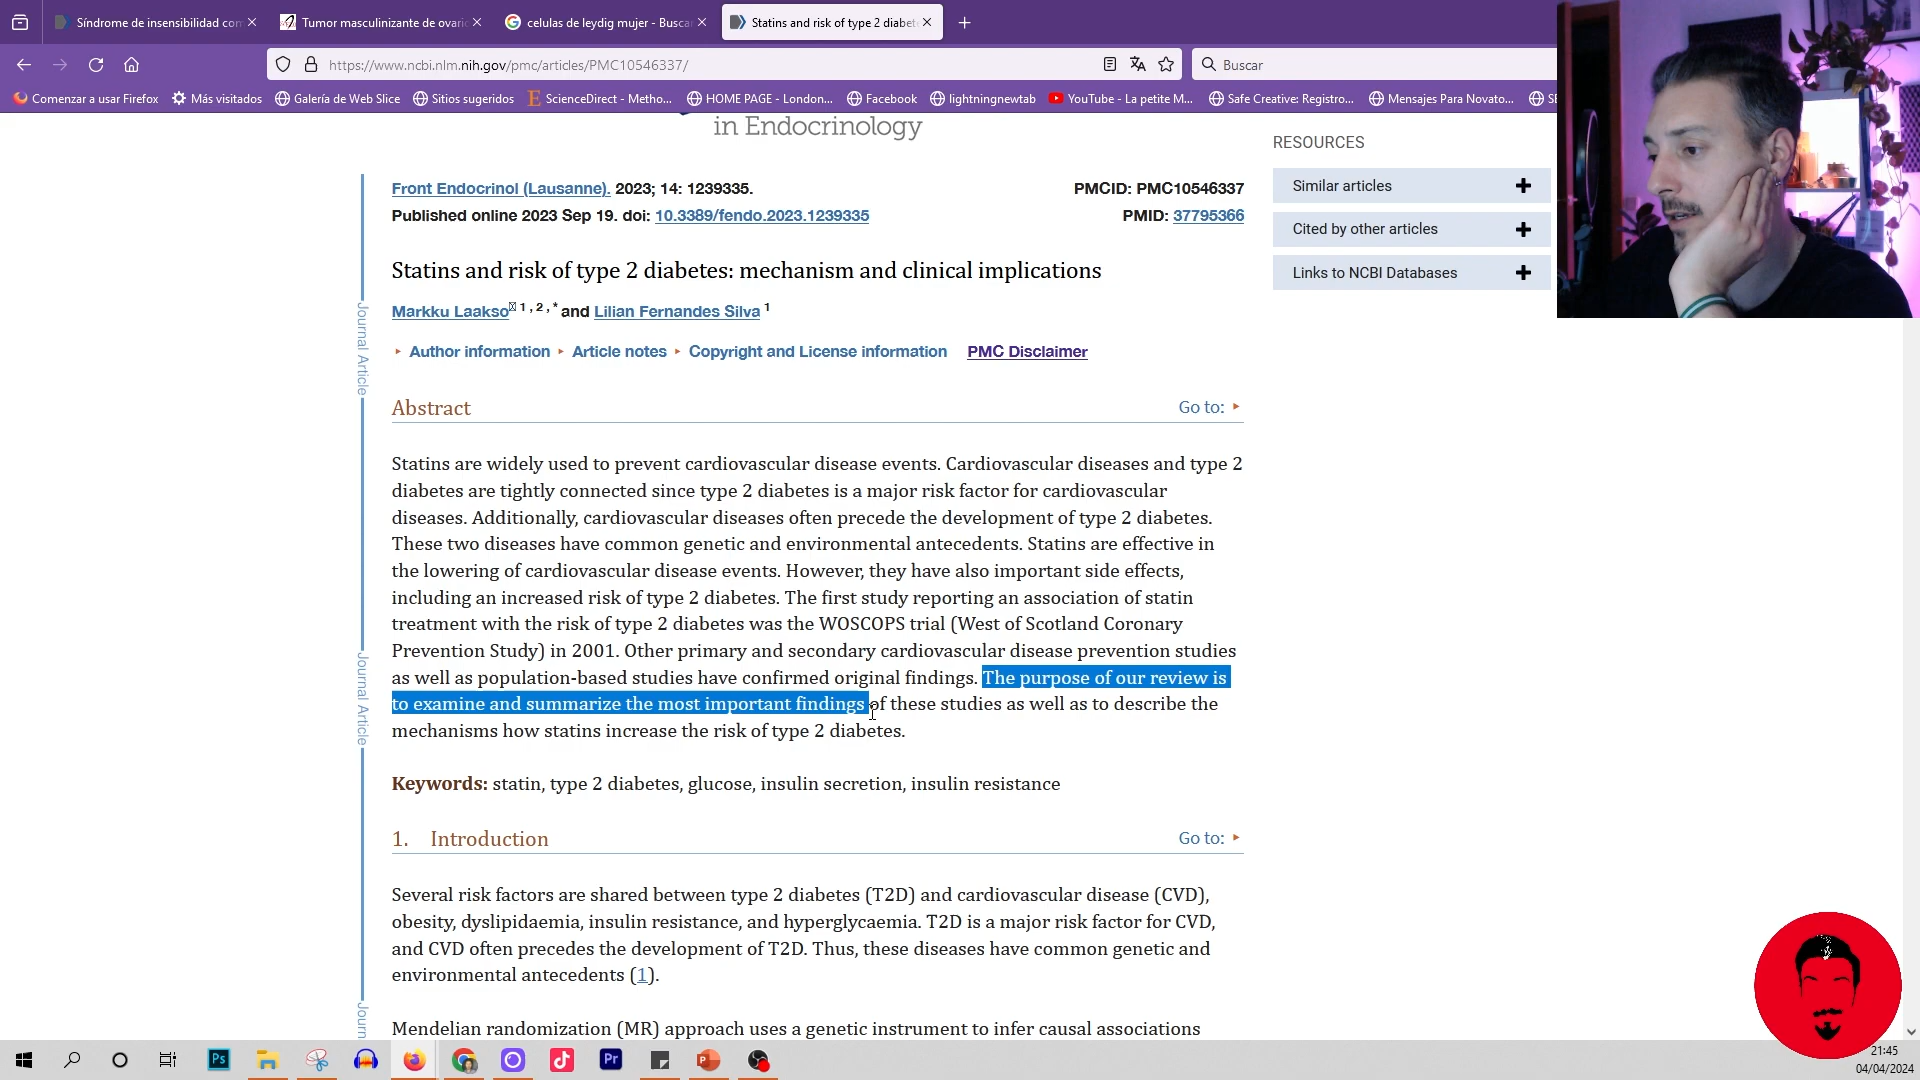 Síndrome de insensibilidad con
Tumor masculinizante de ovario
celulas de leydig mujer - Busca
Statins and risk of type 2 diabet
https://www.ncbi.nlm.nih.gov/pmc/articles/PMC10546337/
Buscar
Comenzar a usar Firefox
Más visitados
Galería de Web Slice
Sitios sugeridos
ScienceDirect - Metho...
HOME PAGE - London...
Facebook
lightningnewtab
YouTube - La petite M...
Safe Creative: Registro...
Mensajes Para Novato...
in Endocrinology
RESOURCES
Similar articles
Cited by other articles
Links to NCBI Databases
Front Endocrinol (Lausanne). 2023; 14: 1239335.
PMCID: PMC10546337
Published online 2023 Sep 19. doi: 10.3389/fendo.2023.1239335
PMID: 37795366
Statins and risk of type 2 diabetes: mechanism and clinical implications
Markku Laakso 1 , 2 , * and Lilian Fernandes Silva 1
Author information Article notes Copyright and License information PMC Disclaimer
Journal Article
Abstract
Go to:
Statins are widely used to prevent cardiovascular disease events. Cardiovascular diseases and type 2
diabetes are tightly connected since type 2 diabetes is a major risk factor for cardiovascular
diseases. Additionally, cardiovascular diseases often precede the development of type 2 diabetes.
These two diseases have common genetic and environmental antecedents. Statins are effective in
the lowering of cardiovascular disease events. However, they have also important side effects,
including an increased risk of type 2 diabetes. The first study reporting an association of statin
treatment with the risk of type 2 diabetes was the WOSCOPS trial (West of Scotland Coronary
Prevention Study) in 2001. Other primary and secondary cardiovascular disease prevention studies
as well as population-based studies have confirmed original findings. The purpose of our review is
to examine and summarize the most important findings of these studies as well as to describe the
mechanisms how statins increase the risk of type 2 diabetes.
Journal Article
Keywords: statin, type 2 diabetes, glucose, insulin secretion, insulin resistance
1. Introduction
Go to:
Several risk factors are shared between type 2 diabetes (T2D) and cardiovascular disease (CVD),
obesity, dyslipidaemia, insulin resistance, and hyperglycaemia. T2D is a major risk factor for CVD,
and CVD often precedes the development of T2D. Thus, these diseases have common genetic and
environmental antecedents (1).
Journ
Mendelian randomization (MR) approach uses a genetic instrument to infer causal associations
Ps
Pr
21:45
04/04/2024